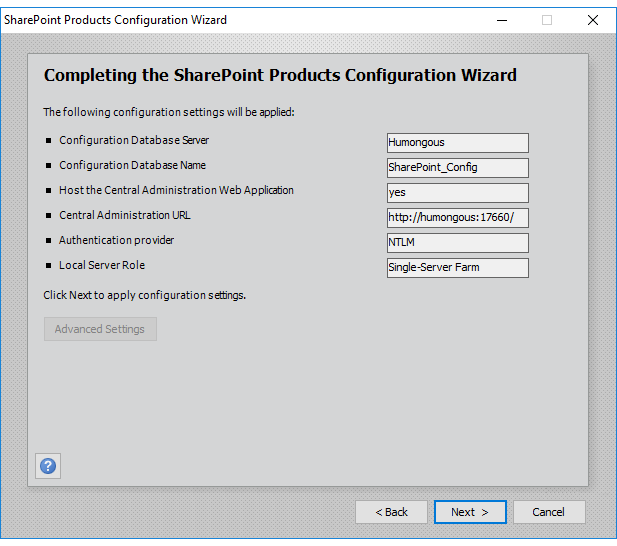 SharePoint Products Configuration Wizard
Completing the SharePoint Products Configuration Wizard
The following configuration settings will be applied:
Configuration Database Server Humongous
Configuration Database Name SharePoint_Config
Host the Central Administration Web Application yes
Central Administration URL http://humongous:17660/
Authentication provider NTLM
Local Server Role Single-Server Farm
Click Next to apply configuration settings.
Advanced Settings
?
< Back Next > Cancel